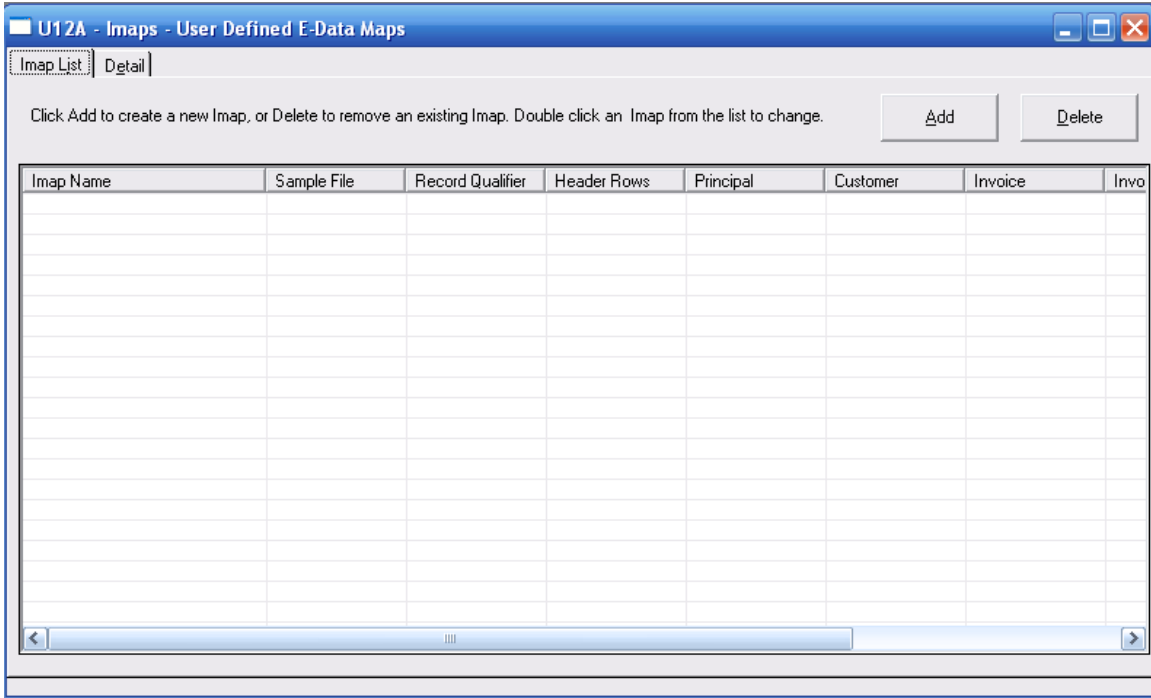 U12A - Imaps - User Defined E-Data Maps
Imap List Detail
Click Add to create a new Imap, or Delete to remove an existing Imap. Double click an Imap from the list to change. Add Delete
Imap Name Sample File Record Qualifier Header Rows Principal Customer Invoice Invo